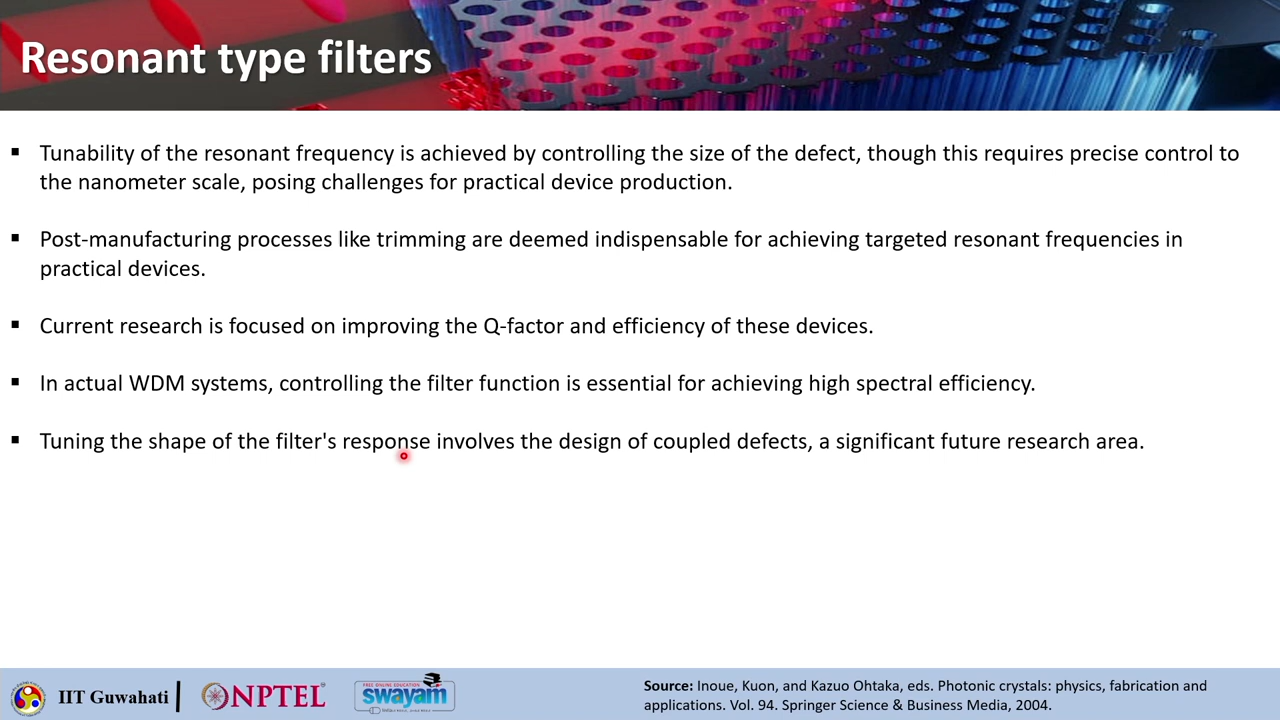 Resonant type filters
▪ Tunability of the resonant frequency is achieved by controlling the size of the defect, though this requires precise control to
the nanometer scale, posing challenges for practical device production.
▪ Post-manufacturing processes like trimming are deemed indispensable for achieving targeted resonant frequencies in
practical devices.
▪ Current research is focused on improving the Q-factor and efficiency of these devices.
▪ In actual WDM systems, controlling the filter function is essential for achieving high spectral efficiency.
▪ Tuning the shape of the filter's response involves the design of coupled defects, a significant future research area.
IIT Guwahati
NPTEL
FREE ONLINE EDUCATION
swayam
Source: Inoue, Kuon, and Kazuo Ohtaka, eds. Photonic crystals: physics, fabrication and
applications. Vol. 94. Springer Science & Business Media, 2004.